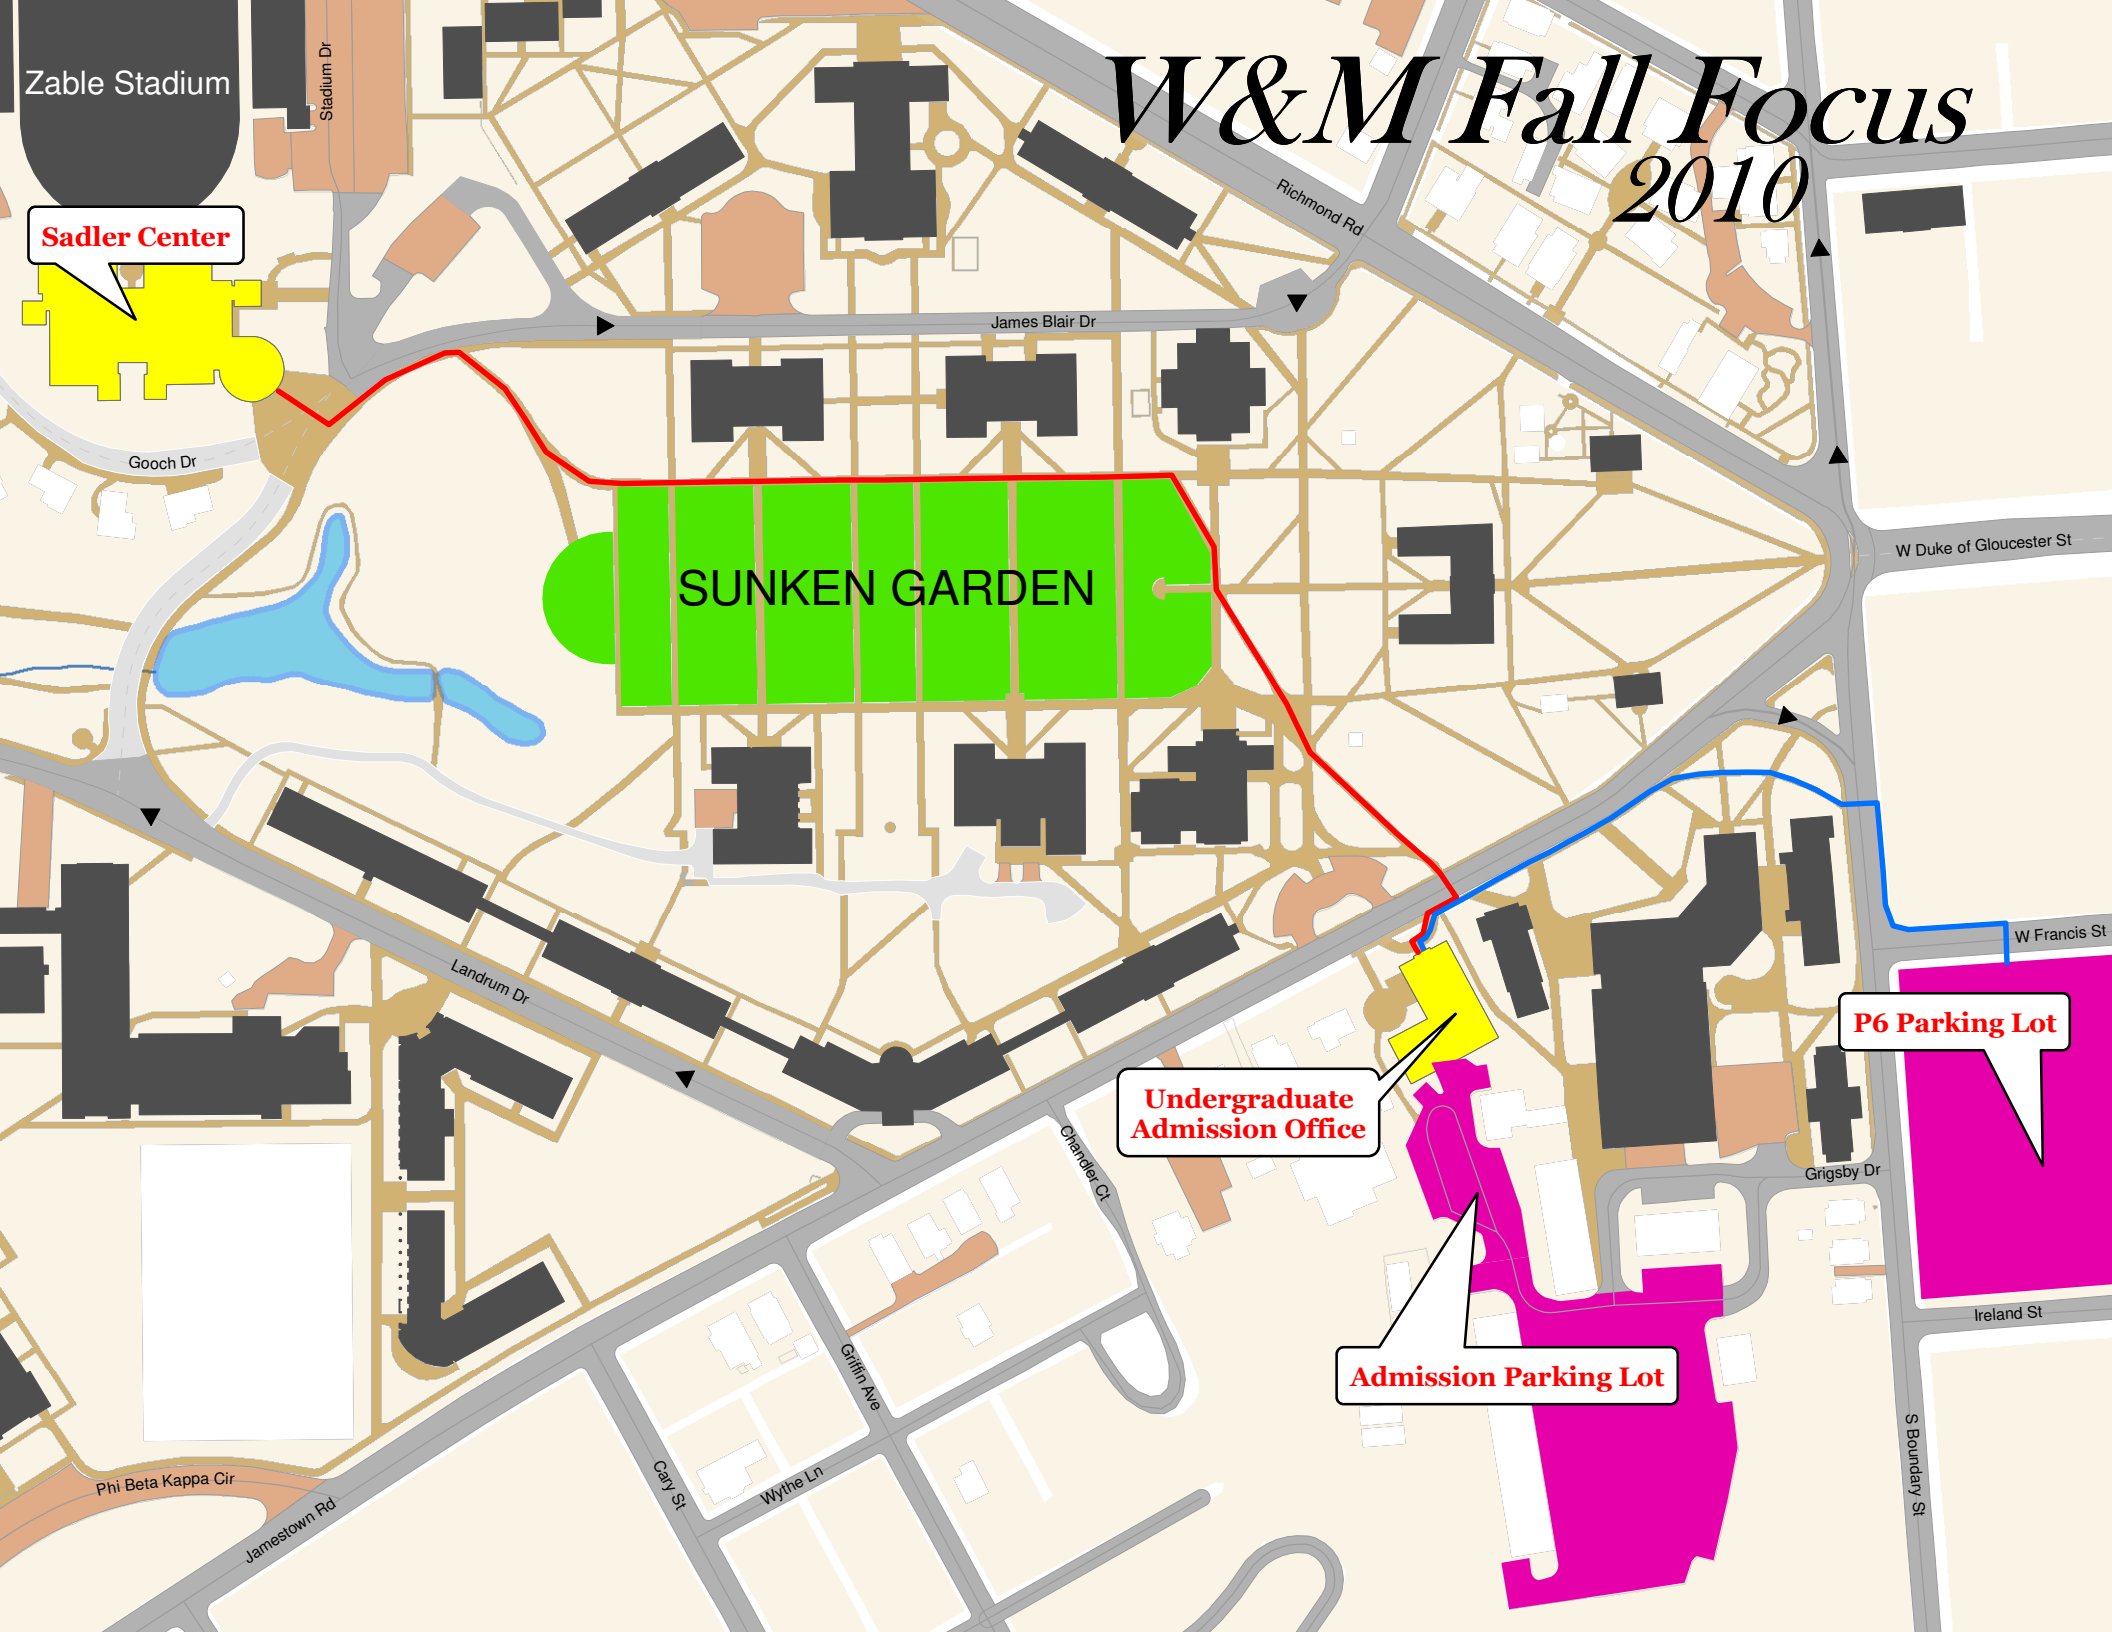 W&M Fall Focus
2010
Zable Stadium
Stadium Dr
Sadler Center
Richmond Rd
James Blair Dr
Gooch Dr
SUNKEN GARDEN
W Duke of Gloucester St
W Francis St
Landrum Dr
P6 Parking Lot
Undergraduate
Admission Office
Chandler Ct
Grigsby Dr
Ireland St
Admission Parking Lot
Griffin Ave
S Boundary St
Cary St
Wythe Ln
Phi Beta Kappa Cir
Jamestown Rd